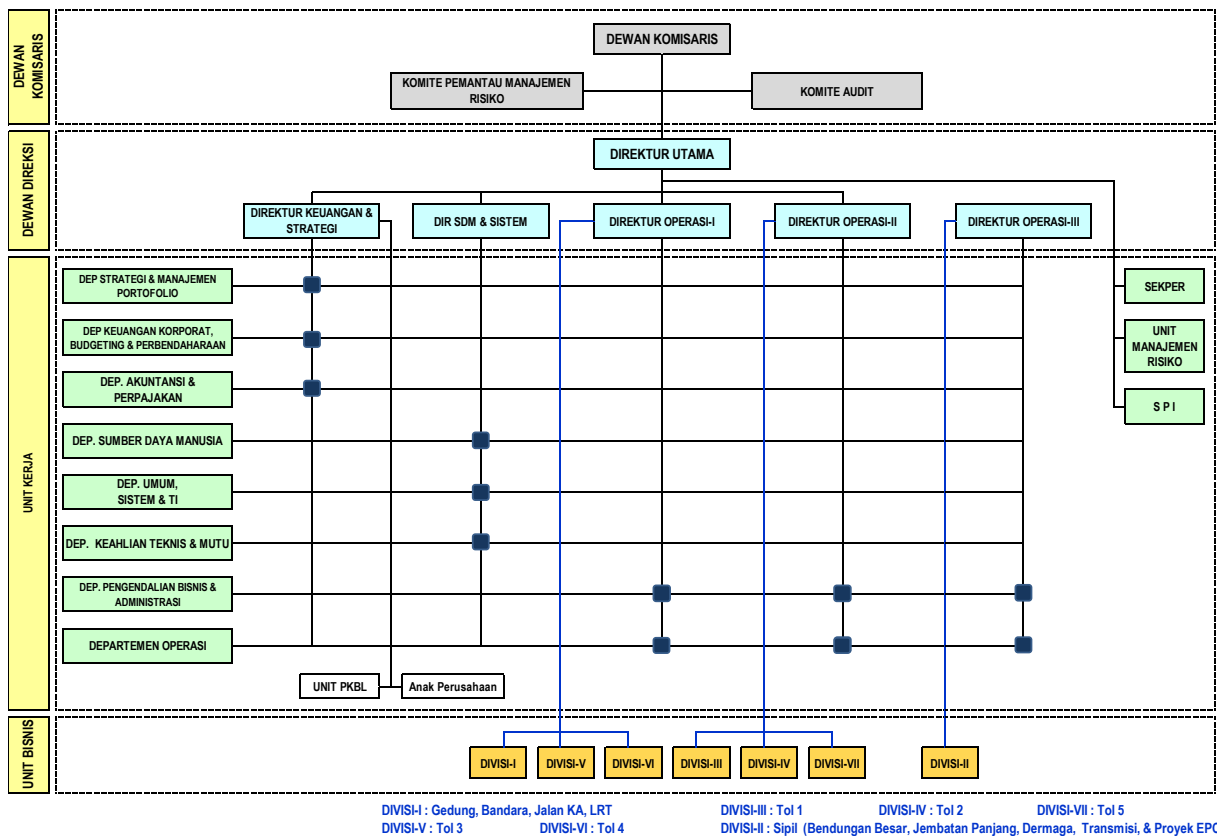 DEWAN
KOMISARIS
DEWAN KOMISARIS
KOMITE PEMANTAU MANAJEMEN
RISIKO
KOMITE AUDIT
DEWAN DIREKSI
DIREKTUR UTAMA
DIREKTUR KEUANGAN &
STRATEGI
DIR SDM & SISTEM
DIREKTUR OPERASI-I
DIREKTUR OPERASI-II
DIREKTUR OPERASI-III
UNIT KERJA
DEP STRATEGI & MANAJEMEN
PORTOFOLIO
DEP KEUANGAN KORPORAT,
BUDGETING & PERBENDAHARAAN
DEP. AKUNTANSI &
PERPAJAKAN
DEP. SUMBER DAYA MANUSIA
DEP. UMUM,
SISTEM & TI
DEP. KEAHLIAN TEKNIS & MUTU
DEP. PENGENDALIAN BISNIS &
ADMINISTRASI
DEPARTEMEN OPERASI
SEKPER
UNIT
MANAJEMEN
RISIKO
S P I
UNIT PKBL
Anak Perusahaan
UNIT BISNIS
DIVISI-I
DIVISI-V
DIVISI-VI
DIVISI-III
DIVISI-IV
DIVISI-VII
DIVISI-II
DIVISI-I : Gedung, Bandara, Jalan KA, LRT
DIVISI-III : Tol 1
DIVISI-IV : Tol 2
DIVISI-VII : Tol 5
DIVISI-V : Tol 3
DIVISI-VI : Tol 4
DIVISI-II : Sipil (Bendungan Besar, Jembatan Panjang, Dermaga, Transmisi, & Proyek EPC